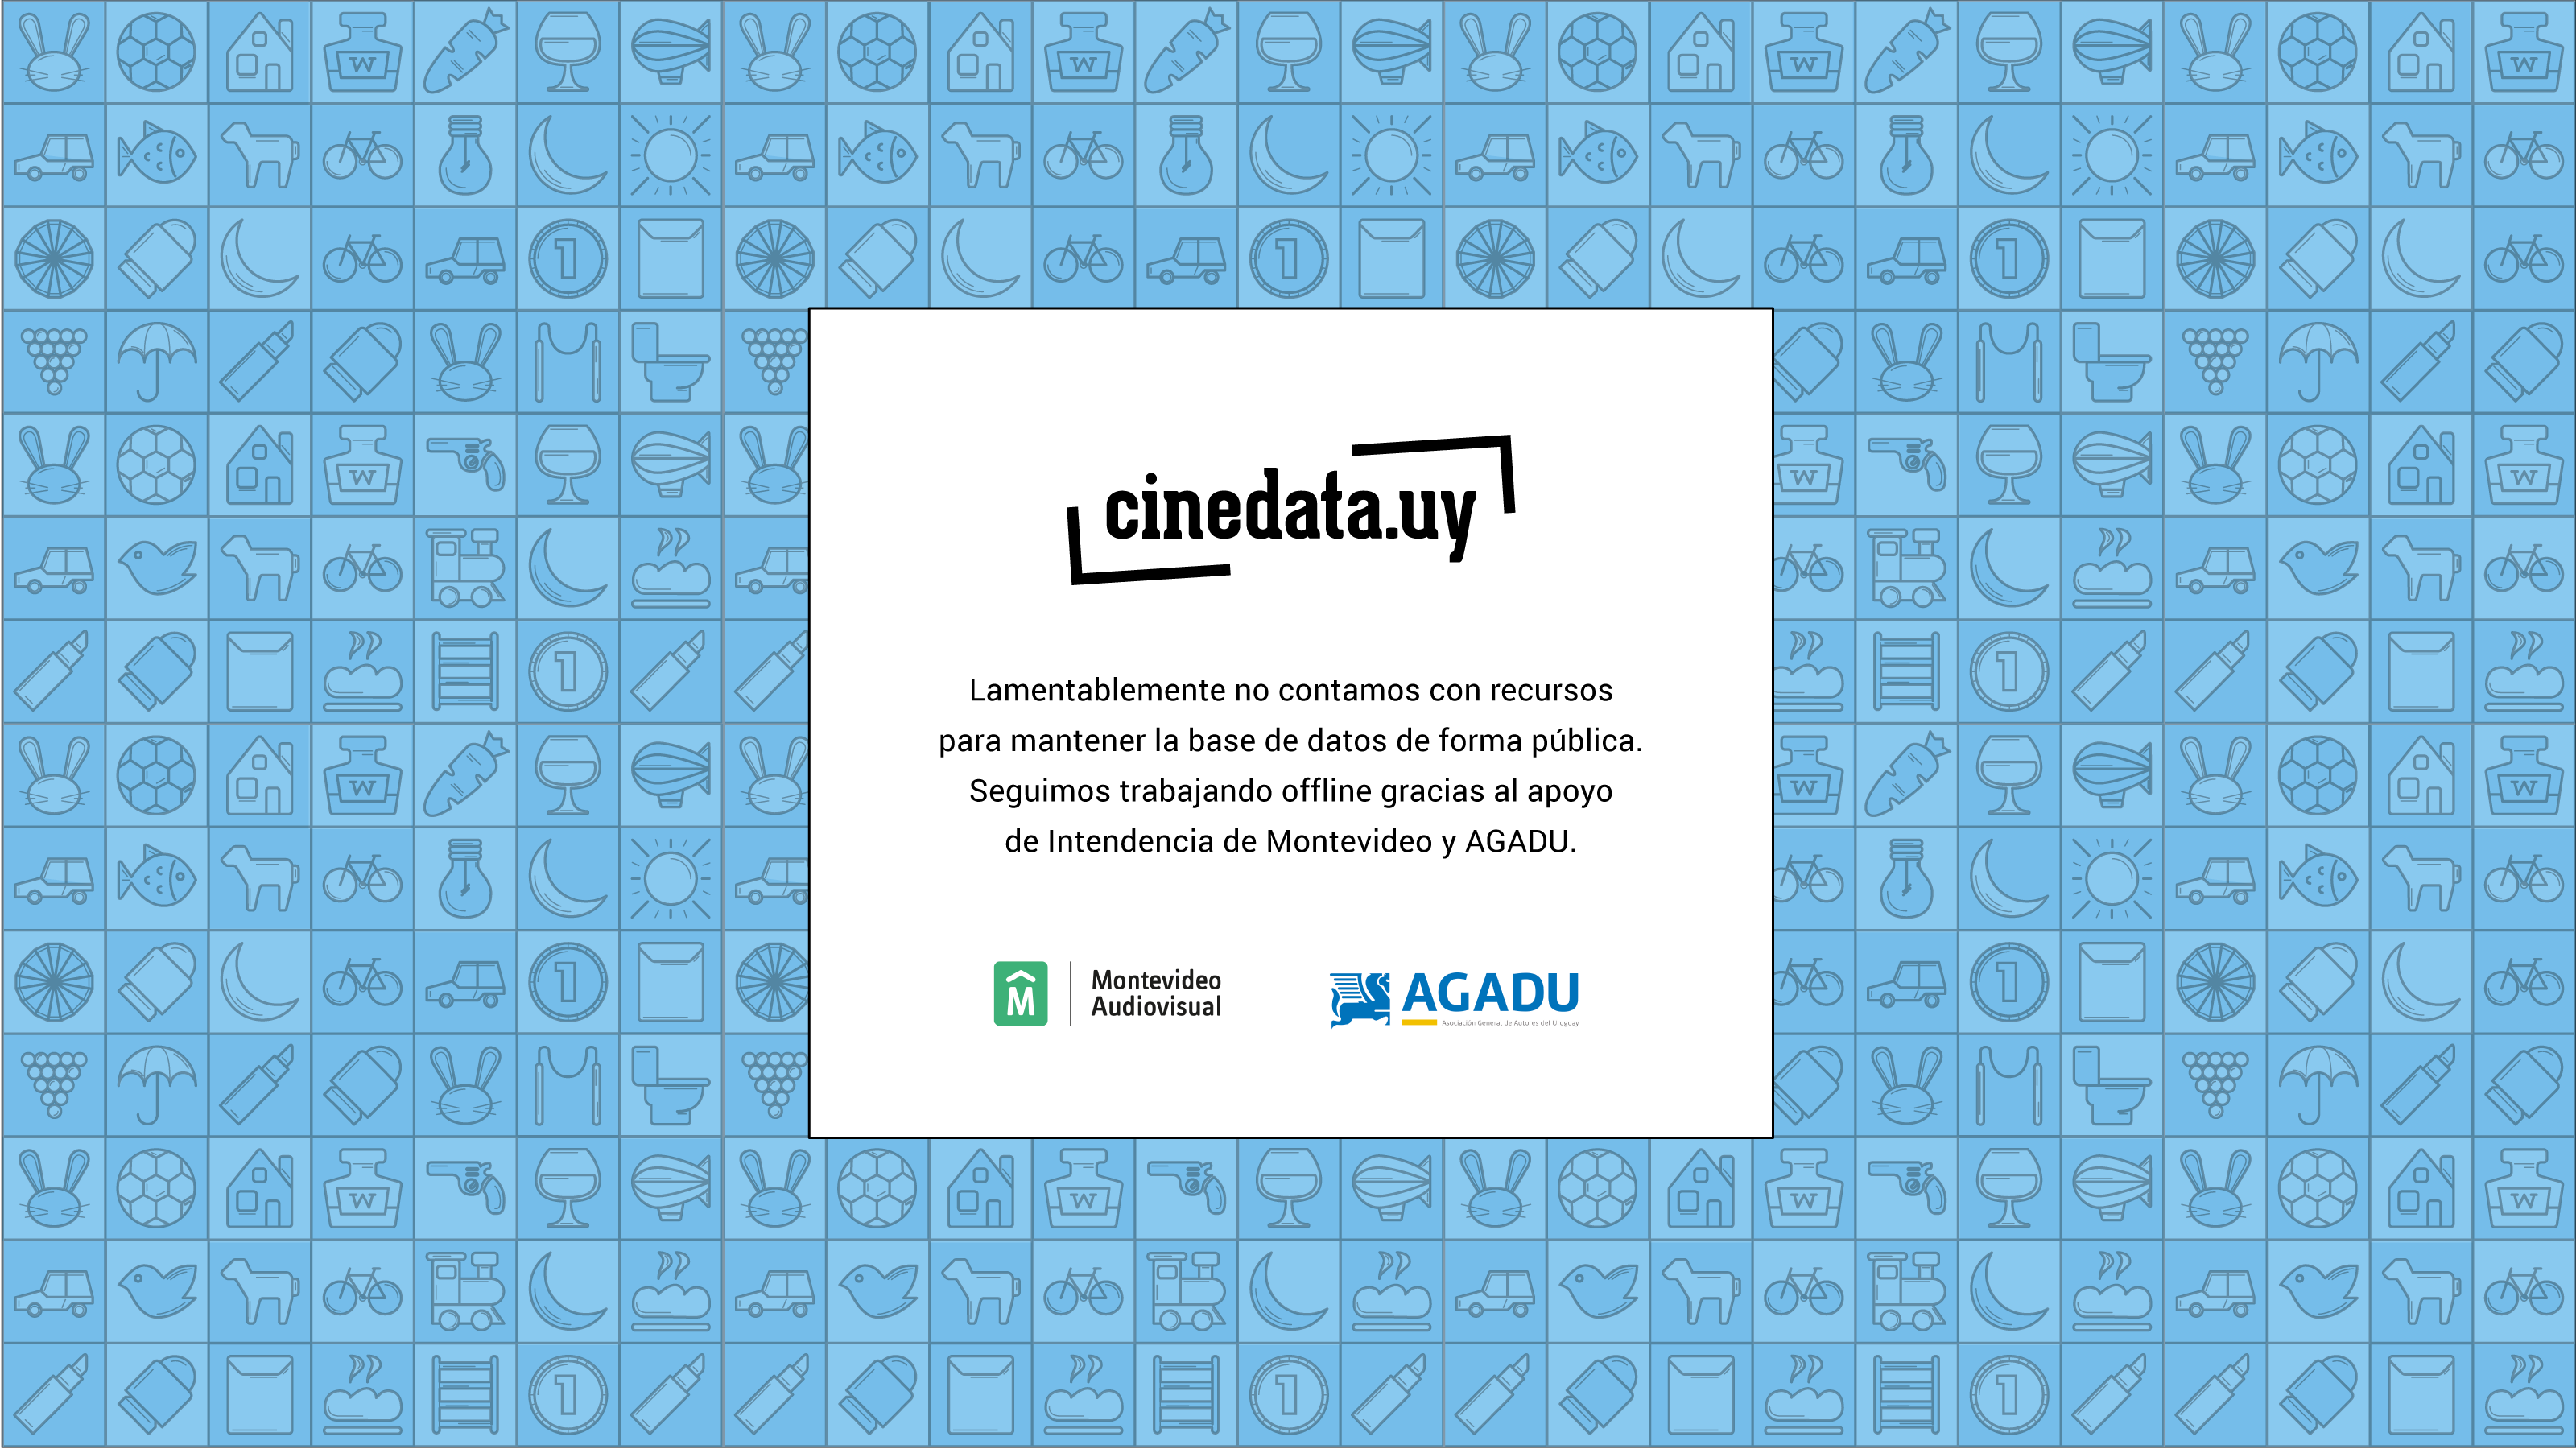 cinedata.uy
Lamentablemente no contamos con recursos
para mantener la base de datos de forma pública.
Seguimos trabajando offline gracias al apoyo
de Intendencia de Montevideo y AGADU.
M
Montevideo
Audiovisual
AGADU
Asociación General de Autores del Uruguay